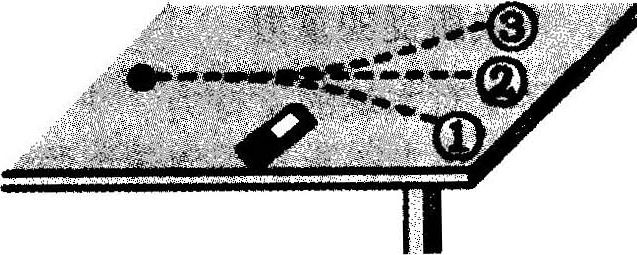 ③
②
①